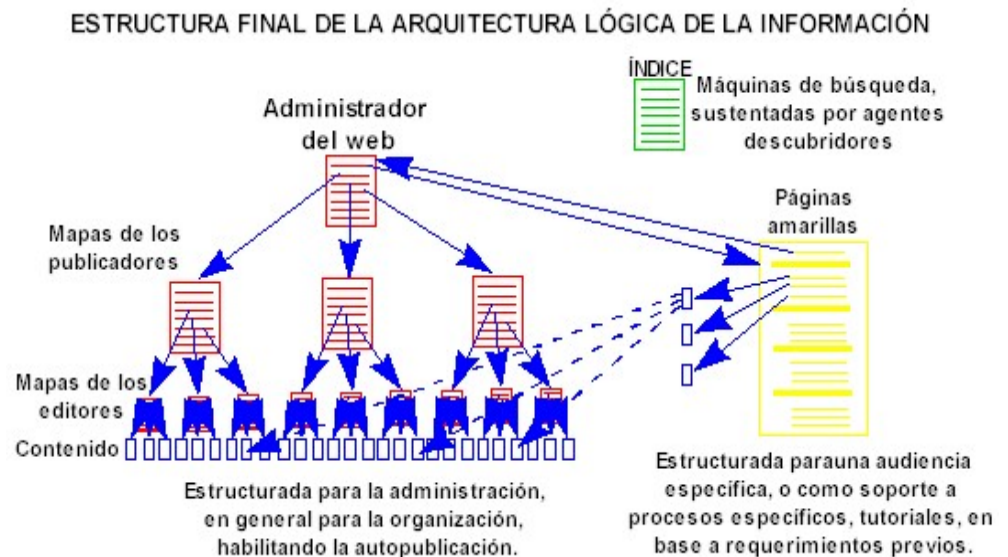 ESTRUCTURA FINAL DE LA ARQUITECTURA LÓGICA DE LA INFORMACIÓN
ÍNDICE
Máquinas de búsqueda,
sustentadas por agentes
descubridores
Administrador
del web
Páginas
amarillas
Mapas de los
publicadores
Mapas de los
editores
Contenido
Estructurada para la administración,
en general para la organización,
habilitando la autopublicación.
Estructurada parauna audiencia
específica, o como soporte a
procesos específicos, tutoriales, en
base a requerimientos previos.